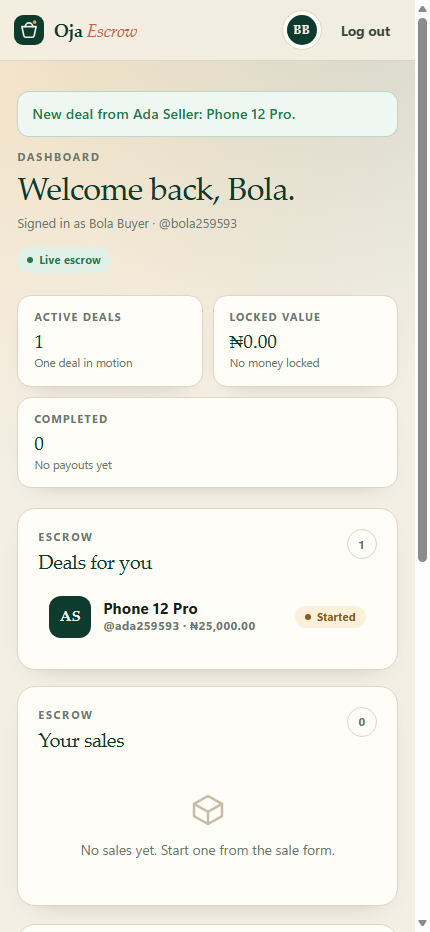 Oja Escrow
BB
Log out
New deal from Ada Seller: Phone 12 Pro.
DASHBOARD
Welcome back, Bola.
Signed in as Bola Buyer · @bola259593
Live escrow
ACTIVE DEALS
1
One deal in motion
LOCKED VALUE
₦0.00
No money locked
COMPLETED
0
No payouts yet
ESCROW
1
Deals for you
AS
Phone 12 Pro
@ada259593 · ₦25,000.00
Started
ESCROW
0
Your sales
No sales yet. Start one from the sale form.